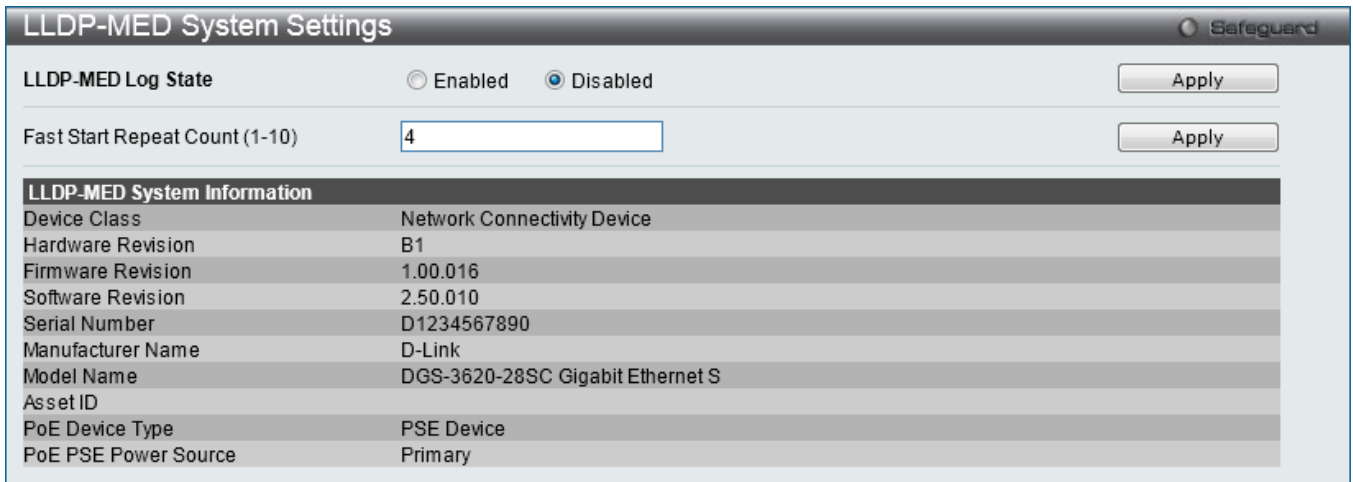 LLDP-MED System Settings Safeguard
LLDP-MED Log State Enabled Disabled Apply
Fast Start Repeat Count (1-10) 4 Apply
LLDP-MED System Information
Device Class Network Connectivity Device
Hardware Revision B1
Firmware Revision 1.00.016
Software Revision 2.50.010
Serial Number D1234567890
Manufacturer Name D-Link
Model Name DGS-3620-28SC Gigabit Ethernet S
Asset ID
PoE Device Type PSE Device
PoE PSE Power Source Primary